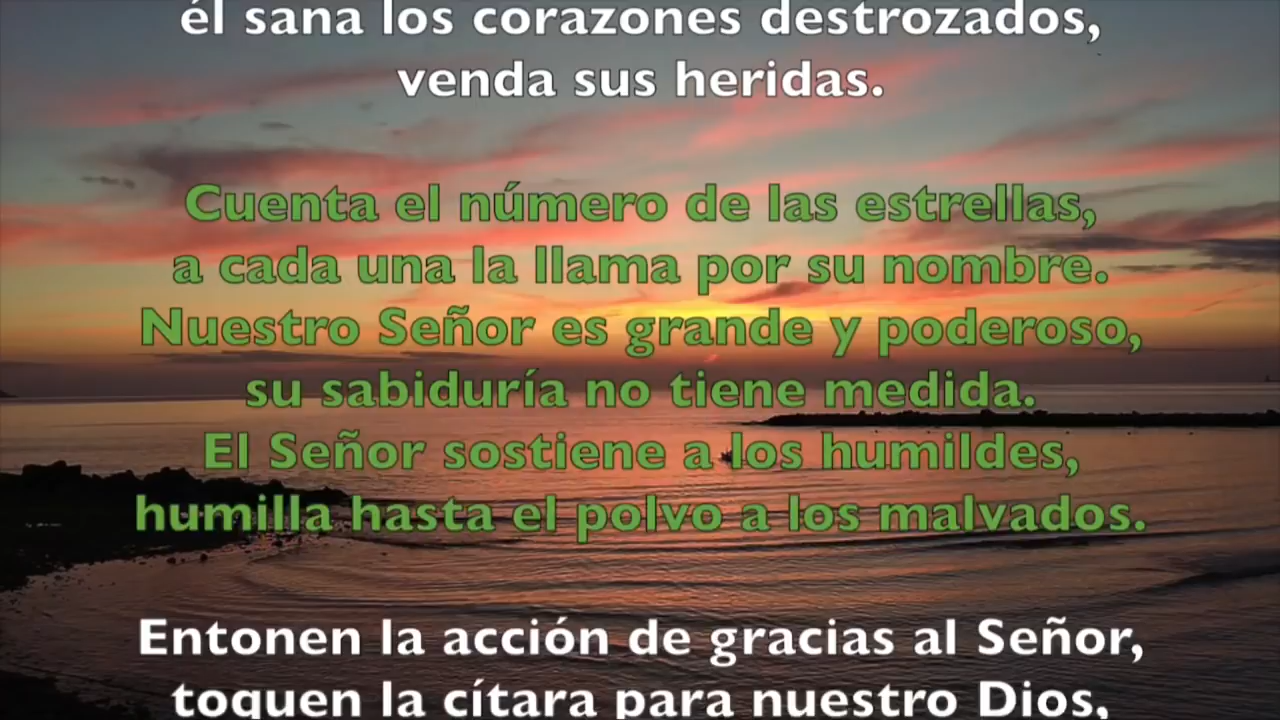 él sana los corazones destrozados,
venda sus heridas.
Cuenta el número de las estrellas,
a cada una la llama por su nombre.
Nuestro Señor es grande y poderoso,
su sabiduría no tiene medida.
El Señor sostiene a los humildes,
humilla hasta el polvo a los malvados.
Entonen la acción de gracias al Señor,
toquen la cítara para nuestro Dios,